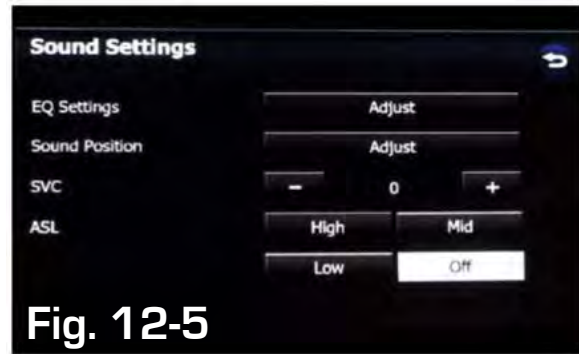 Sound Settings
EQ Settings Adjust
Sound Position Adjust
SVC - 0 +
ASL High Mid
Low Off
Fig. 12-5